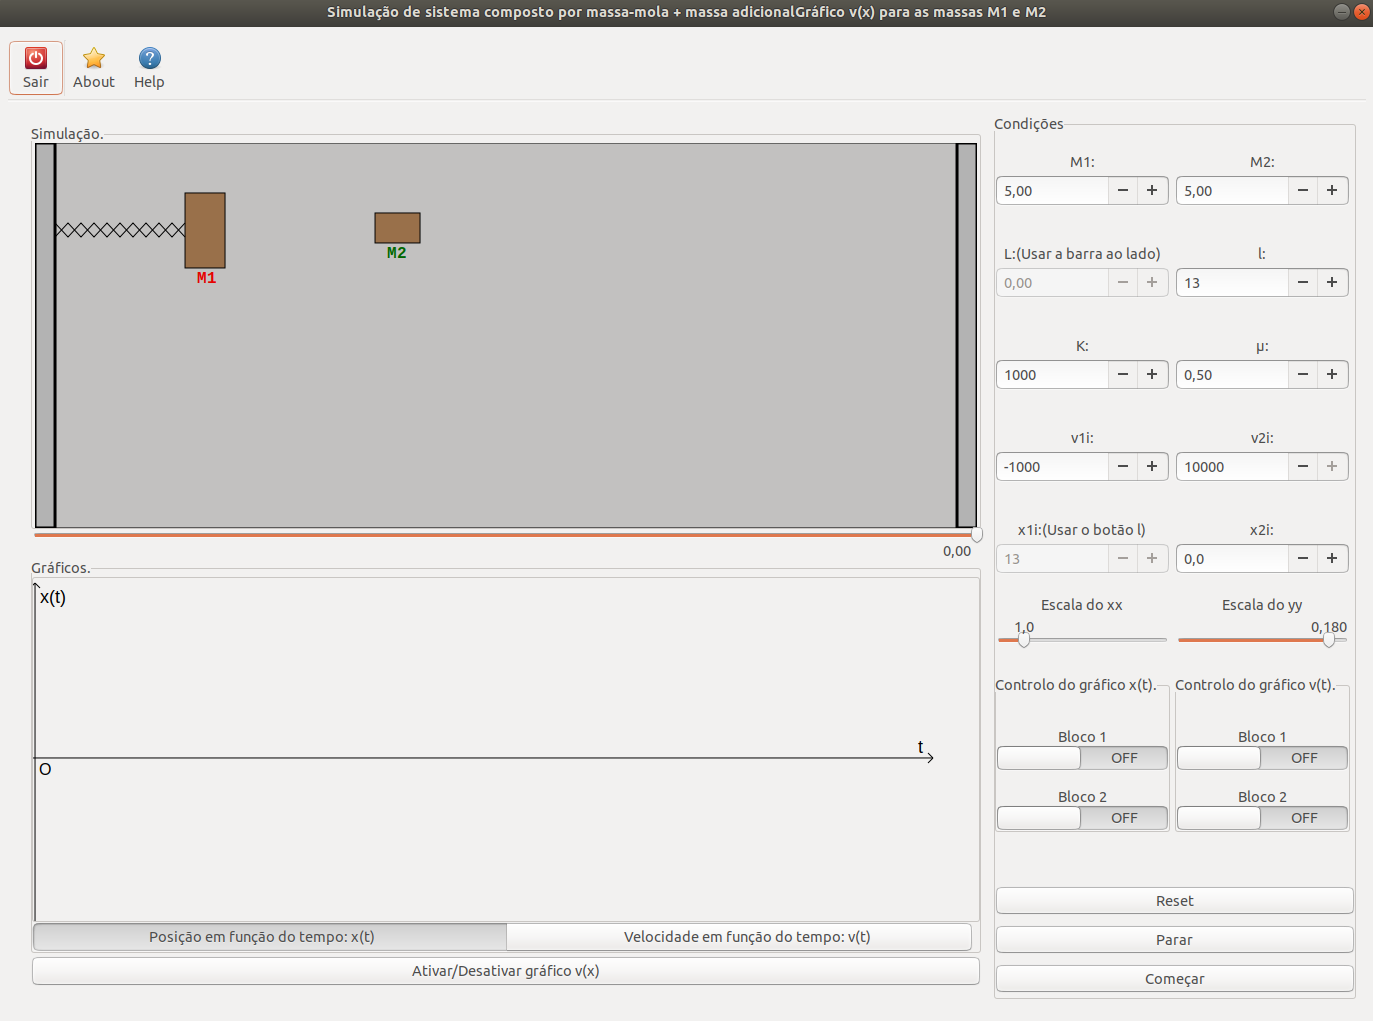 Simulação de sistema composto por massa-mola + massa adicionalGráfico v(x) para as massas M1 e M2
Sair About Help
Simulação.
M1
M2
0,00
Gráficos.
x(t)
t
O
Posição em função do tempo: x(t) Velocidade em função do tempo: v(t)
Ativar/Desativar gráfico v(x)
Condições
M1: M2:
5,00 5,00
L:(Usar a barra ao lado) l:
0,00 13
K: µ:
1000 0,50
v1i: v2i:
-1000 10000
x1i:(Usar o botão l) x2i:
13 0,0
Escala do xx Escala do yy
1,0 0,180
Controlo do gráfico x(t). Controlo do gráfico v(t).
Bloco 1 Bloco 1
OFF OFF
Bloco 2 Bloco 2
OFF OFF
Reset
Parar
Começar